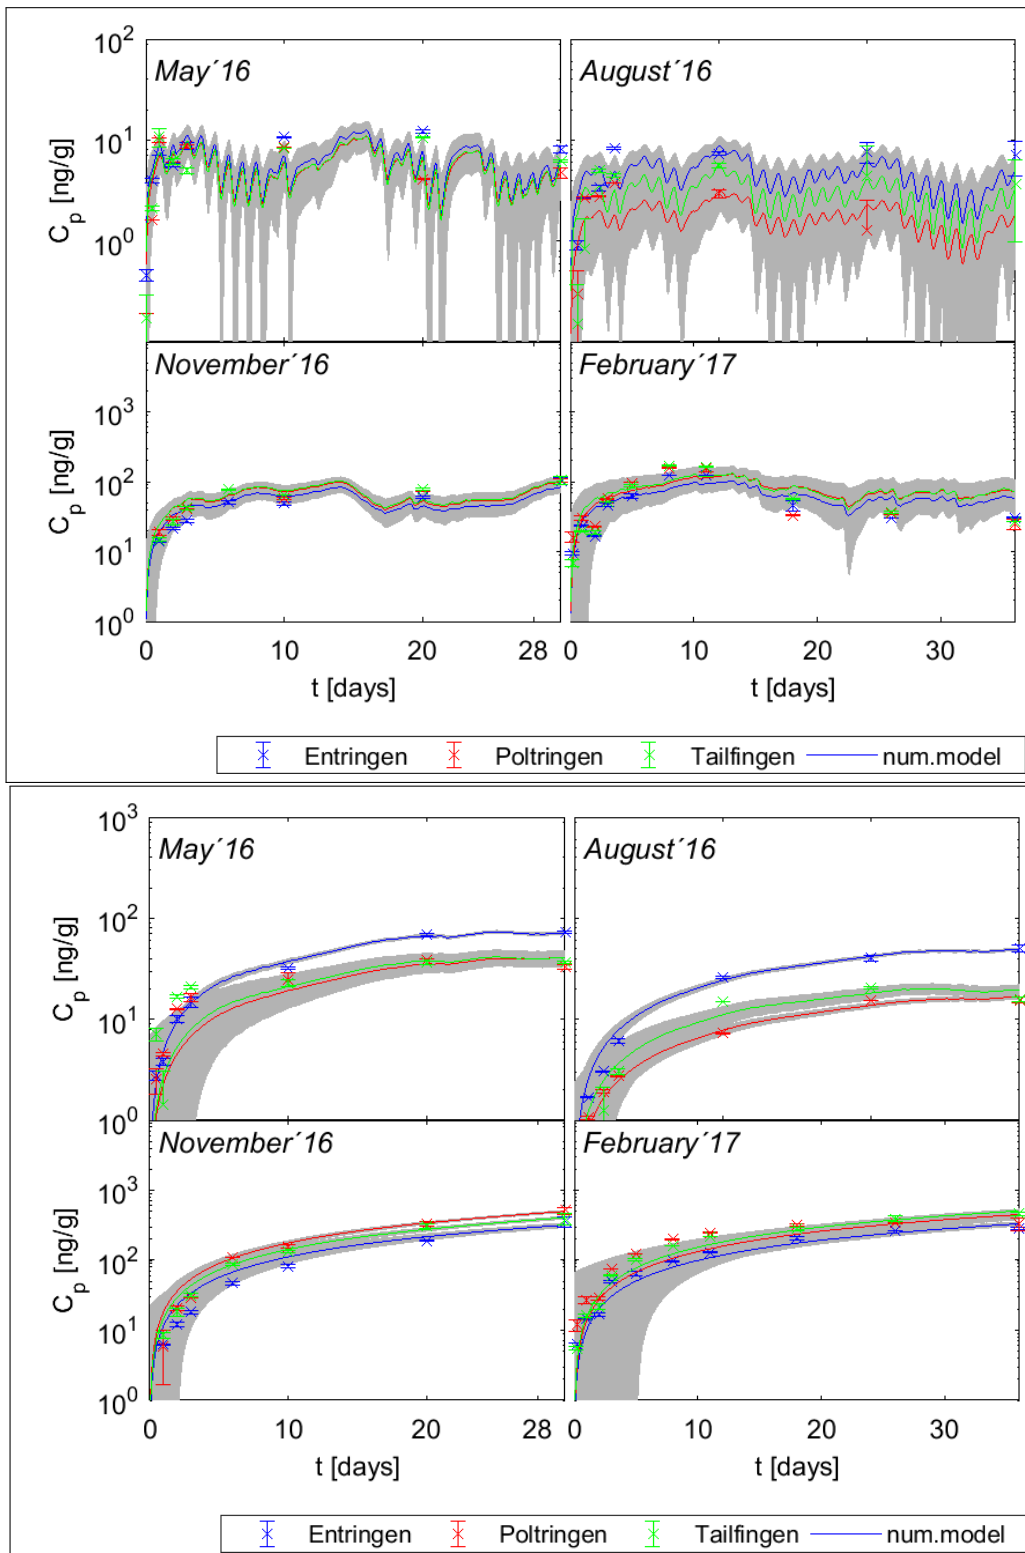 May´16
August´16
C_p [ng/g]
10^2
10^1
10^0
November´16
February´17
C_p [ng/g]
10^3
10^2
10^1
10^0
0 10 20 28 0 10 20 30
t [days] t [days]
Entringen Poltringen Tailfingen num.model
May´16
August´16
C_p [ng/g]
10^3
10^2
10^1
10^0
November´16
February´17
C_p [ng/g]
10^3
10^2
10^1
10^0
0 10 20 28 0 10 20 30
t [days] t [days]
Entringen Poltringen Tailfingen num.model